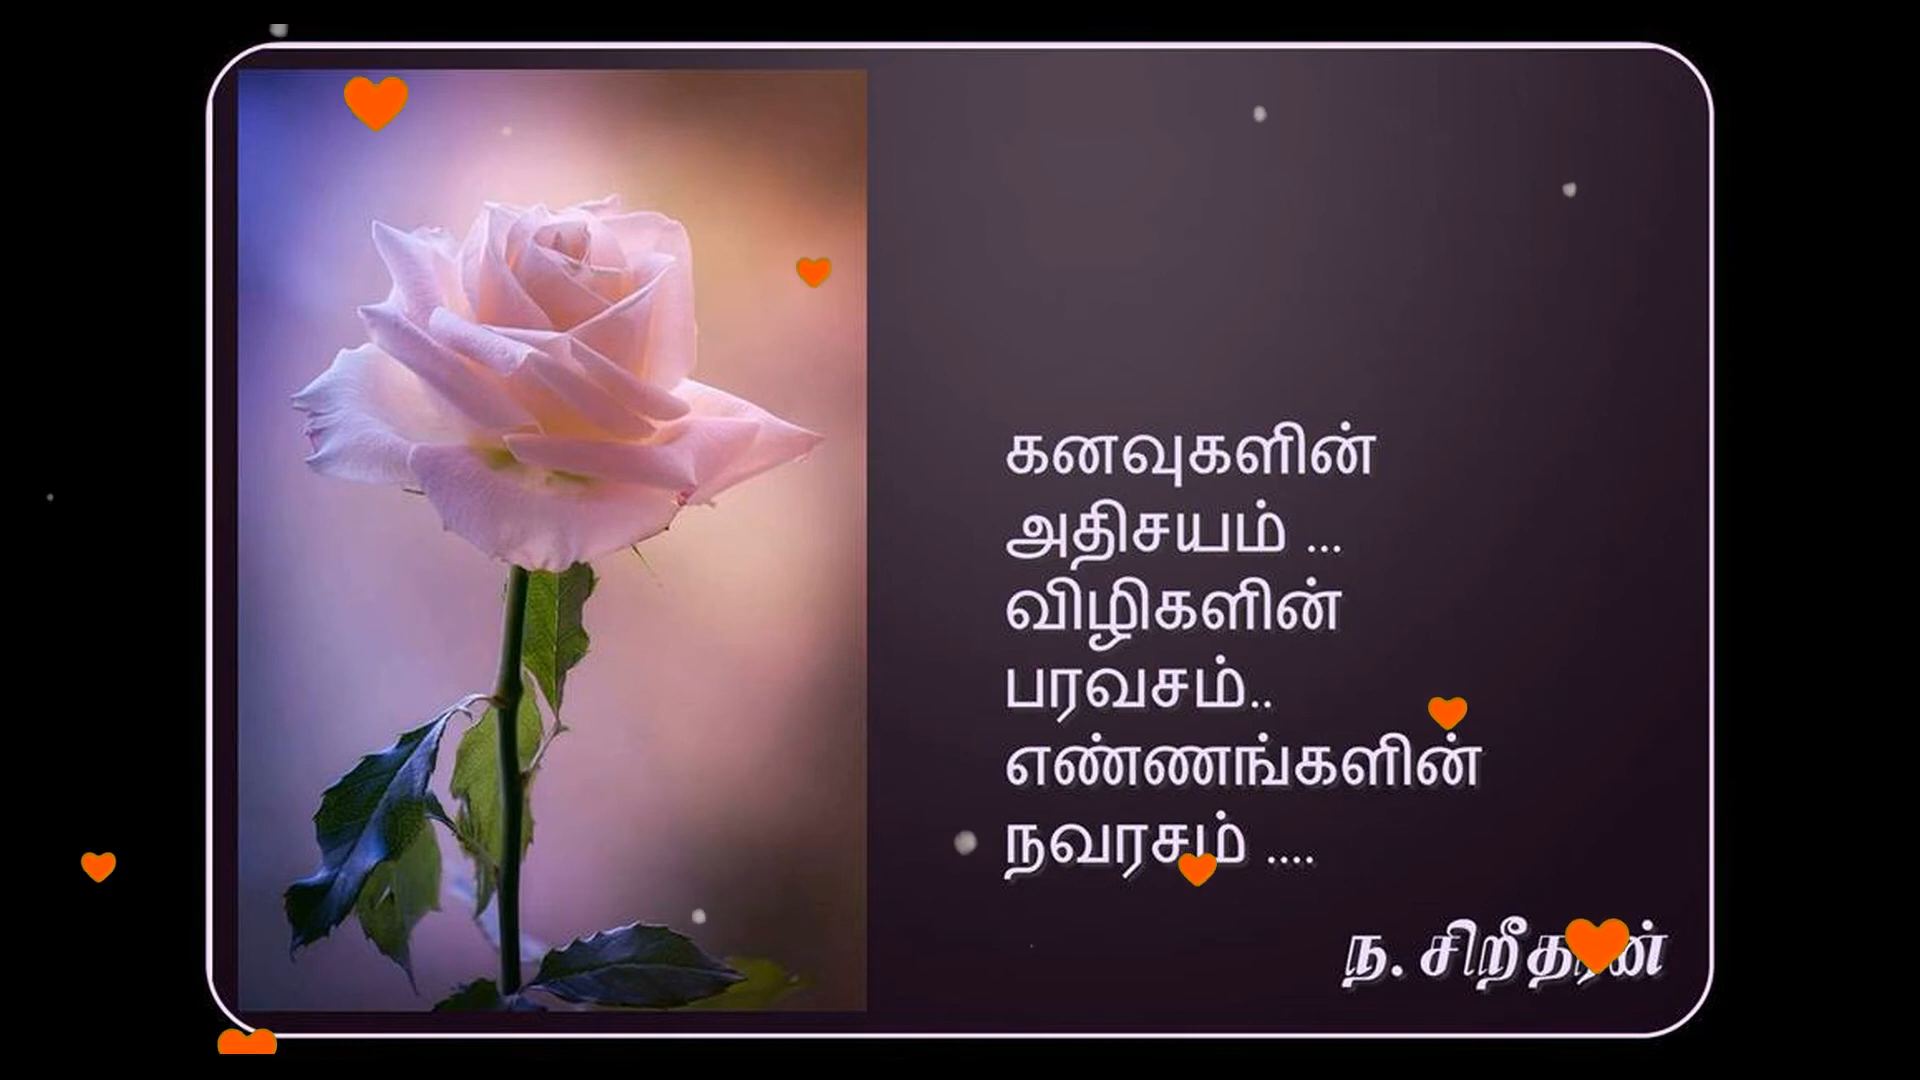 கனவுகளின்
அதிசயம் ...
விழிகளின்
பரவசம்..
எண்ணங்களின்
நவரசம் ....
ந. சிறீதரன்